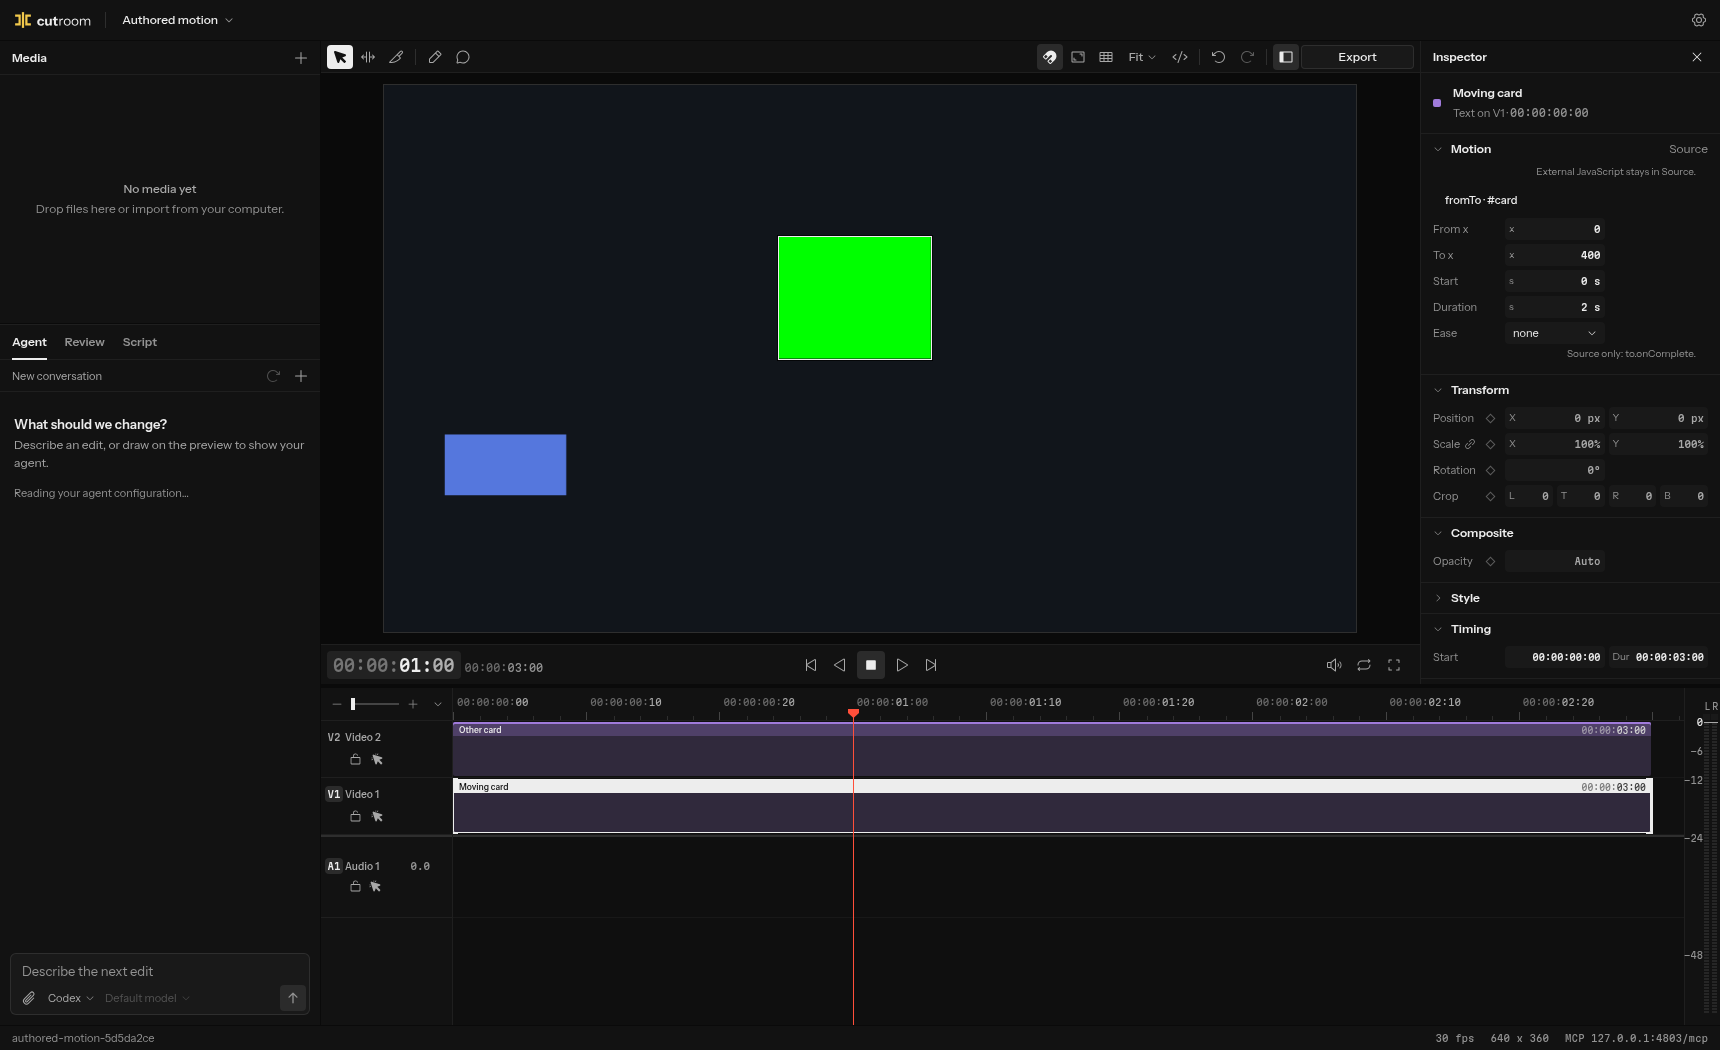 cutroom
Authored motion
Media
No media yet
Drop files here or import from your computer.
Agent
Review
Script
New conversation
What should we change?
Describe an edit, or draw on the preview to show your
agent.
Reading your agent configuration...
Describe the next edit
Codex
Default model
Fit
Export
00:00:01:00
00:00:03:00
Inspector
Moving card
Text on V1·00:00:00:00
Motion
Source
External JavaScript stays in Source.
fromTo · #card
From x
x
0
To x
x
400
Start
s
0 s
Duration
s
2 s
Ease
none
Source only: to.onComplete.
Transform
Position
X
0 px
Y
0 px
Scale
X
100%
Y
100%
Rotation
0°
Crop
L
0
T
0
R
0
B
0
Composite
Opacity
Auto
Style
Timing
Start
00:00:00:00
Dur
00:00:03:00
00:00:00:00
00:00:00:10
00:00:00:20
00:00:01:00
00:00:01:10
00:00:01:20
00:00:02:00
00:00:02:10
00:00:02:20
V2
Video 2
Other card
00:00:03:00
V1
Video 1
Moving card
00:00:03:00
A1
Audio 1
0.0
L R
0
-6
-12
-24
-48
authored-motion-5d5da2ce
30 fps
640 x 360
MCP 127.0.0.1:4803/mcp